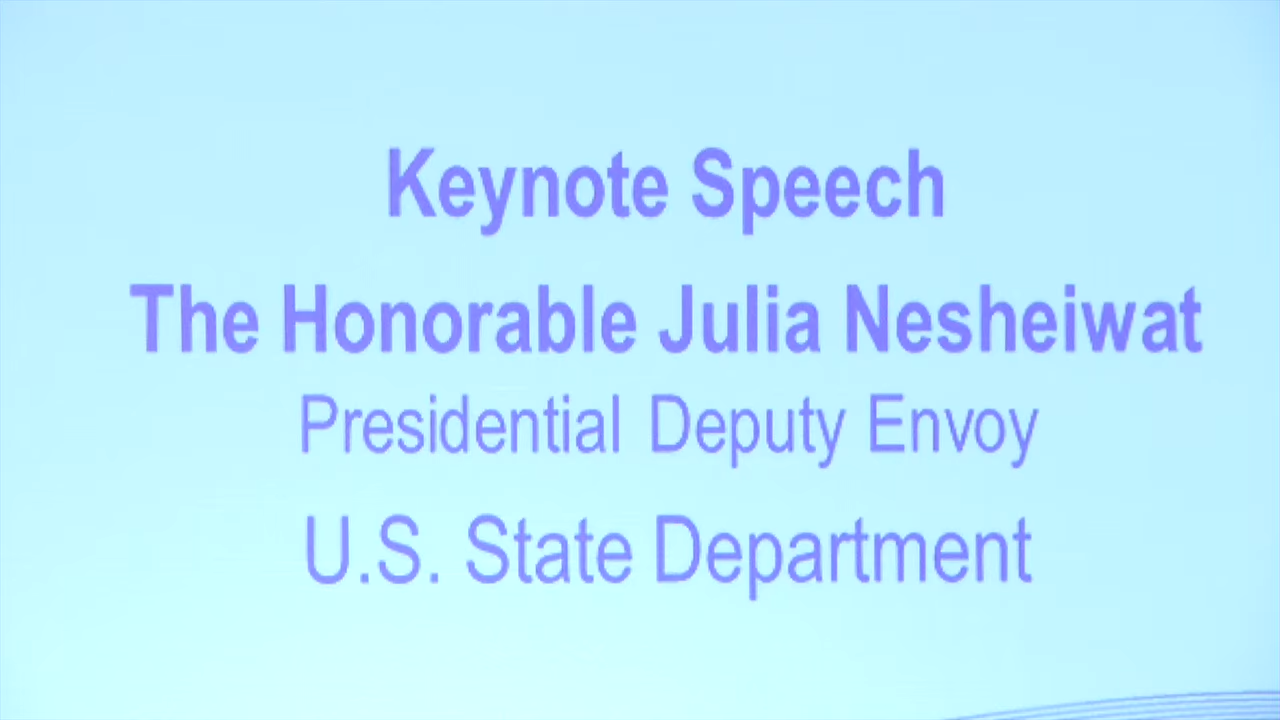 Keynote Speech
The Honorable Julia Nesheiwat
Presidential Deputy Envoy
U.S. State Department